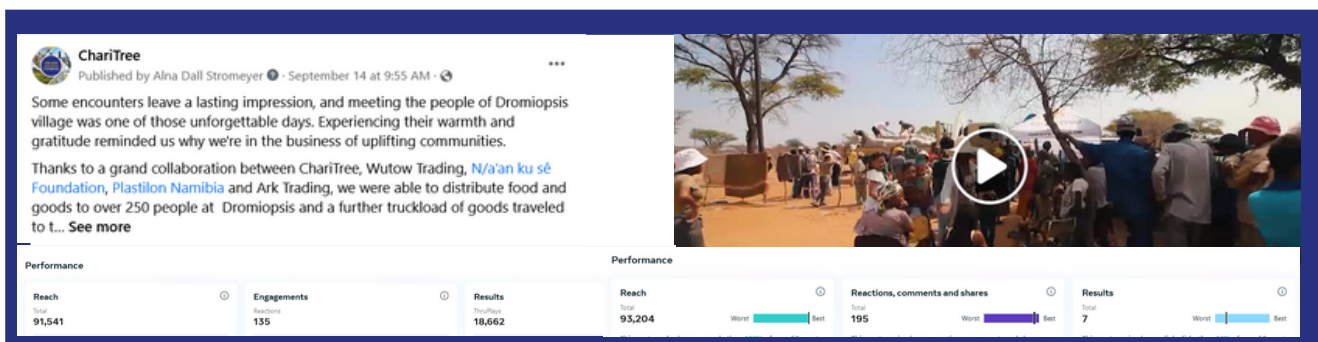 ChariTree
Published by Alna Dall Stromeyer · September 14 at 9:55 AM ·
Some encounters leave a lasting impression, and meeting the people of Dromiopsis
village was one of those unforgettable days. Experiencing their warmth and
gratitude reminded us why we're in the business of uplifting communities.
Thanks to a grand collaboration between ChariTree, Wutow Trading, N/a'an ku sê
Foundation, Plastilon Namibia and Ark Trading, we were able to distribute food and
goods to over 250 people at Dromiopsis and a further truckload of goods traveled
to t... See more
Performance
Reach
Total
91,541
Engagements
Reactions
135
Results
ThruPlays
18,662
Performance
Reach
Total
93,204
Worst Best
Reactions, comments and shares
Total
195
Worst Best
Results
Total
7
Worst Best